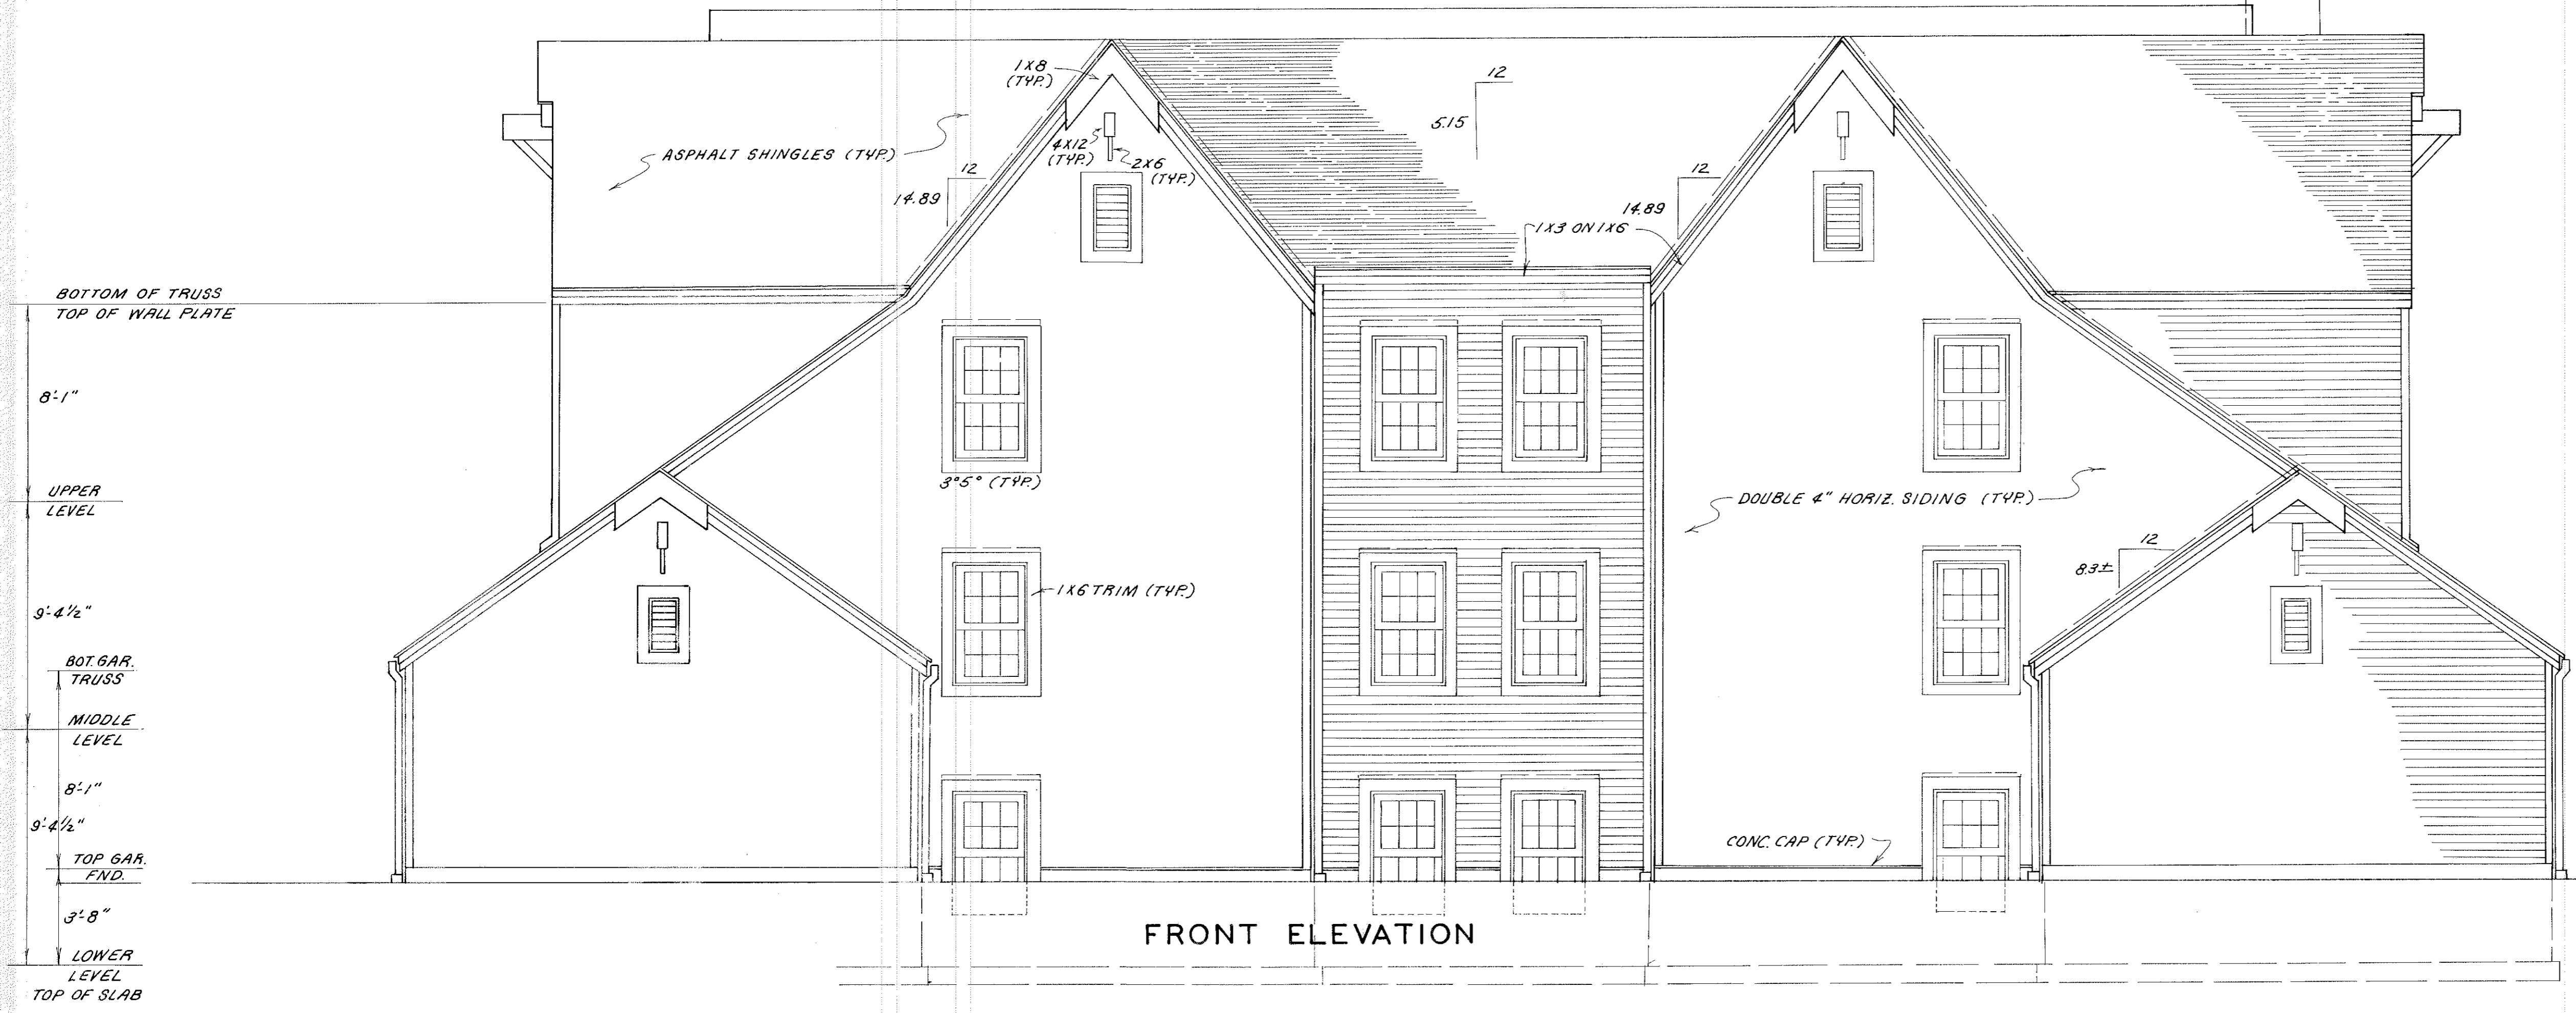 1X8
(TYP.)
12
5.15
ASPHALT SHINGLES (TYP.)
4X12
(TYP.)
2X6
(TYP.)
12
14.89
12
14.89
1X3 ON 1X6
BOTTOM OF TRUSS
TOP OF WALL PLATE
8'-1"
3°5° (TYP.)
UPPER
LEVEL
DOUBLE 4" HORIZ. SIDING (TYP.)
12
8.3±
9'-4½"
1X6 TRIM (TYP.)
BOT. GAR.
TRUSS
MIDDLE
LEVEL
8'-1"
9'-4½"
CONC. CAP (TYP.)
TOP GAR.
FND.
3'-8"
FRONT ELEVATION
LOWER
LEVEL
TOP OF SLAB